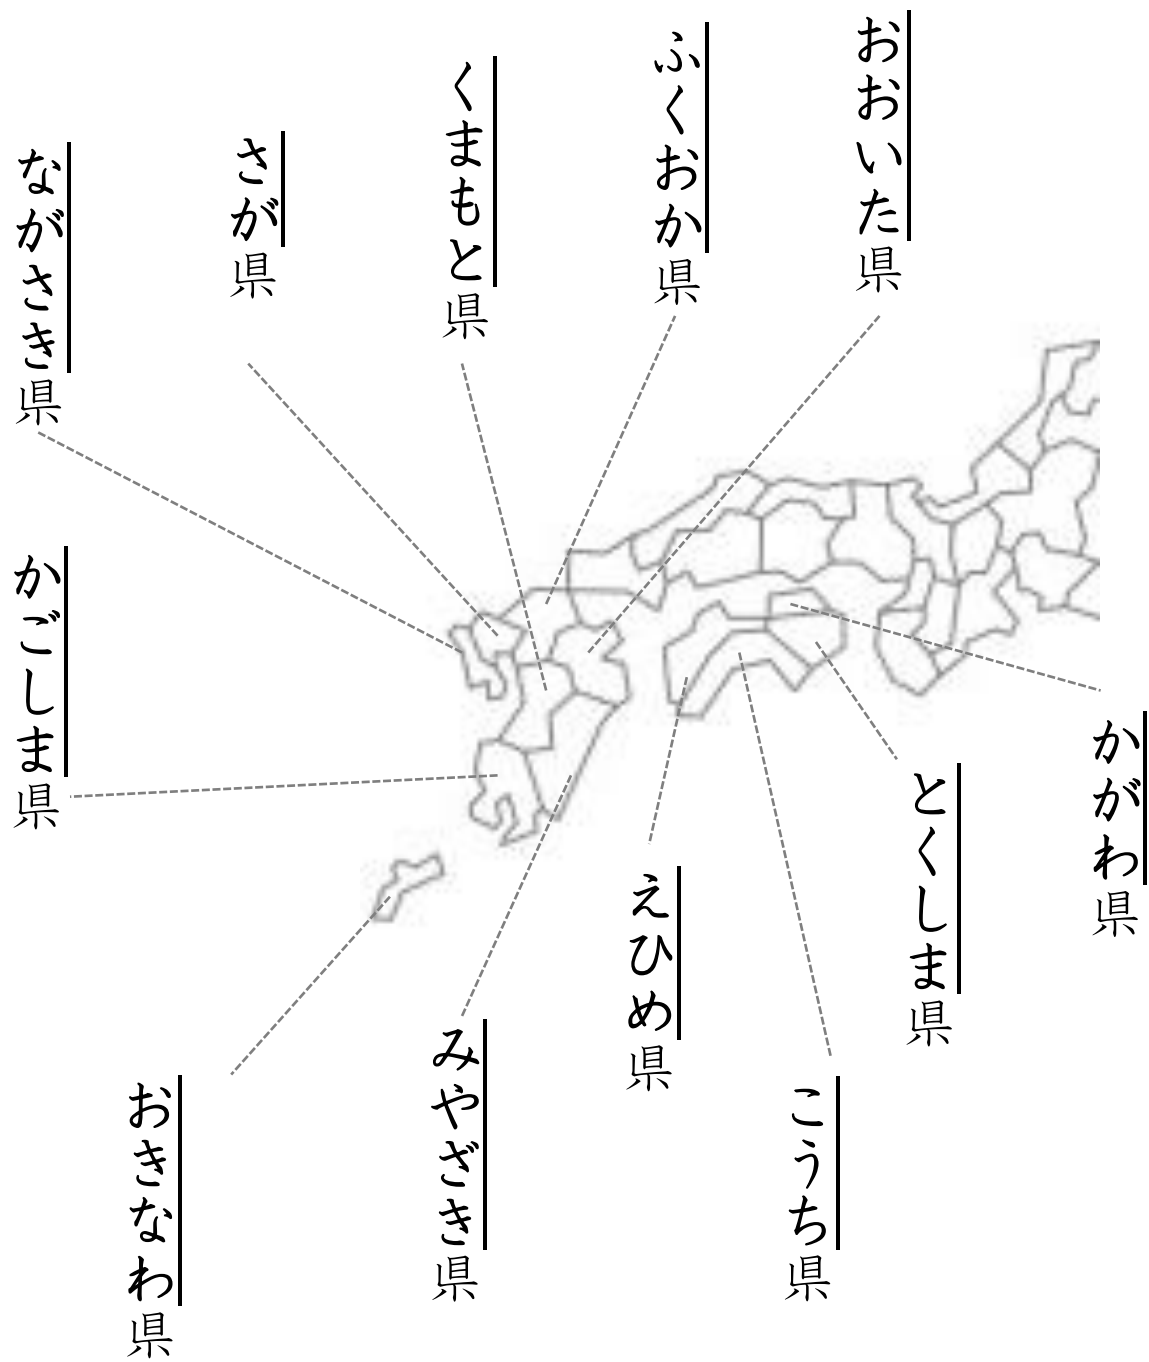 おおいた県
ふくおか県
くまもと県
さが県
ながさき県
かごしま県
かがわ県
とくしま県
えひめ県
こうち県
みやざき県
おきなわ県